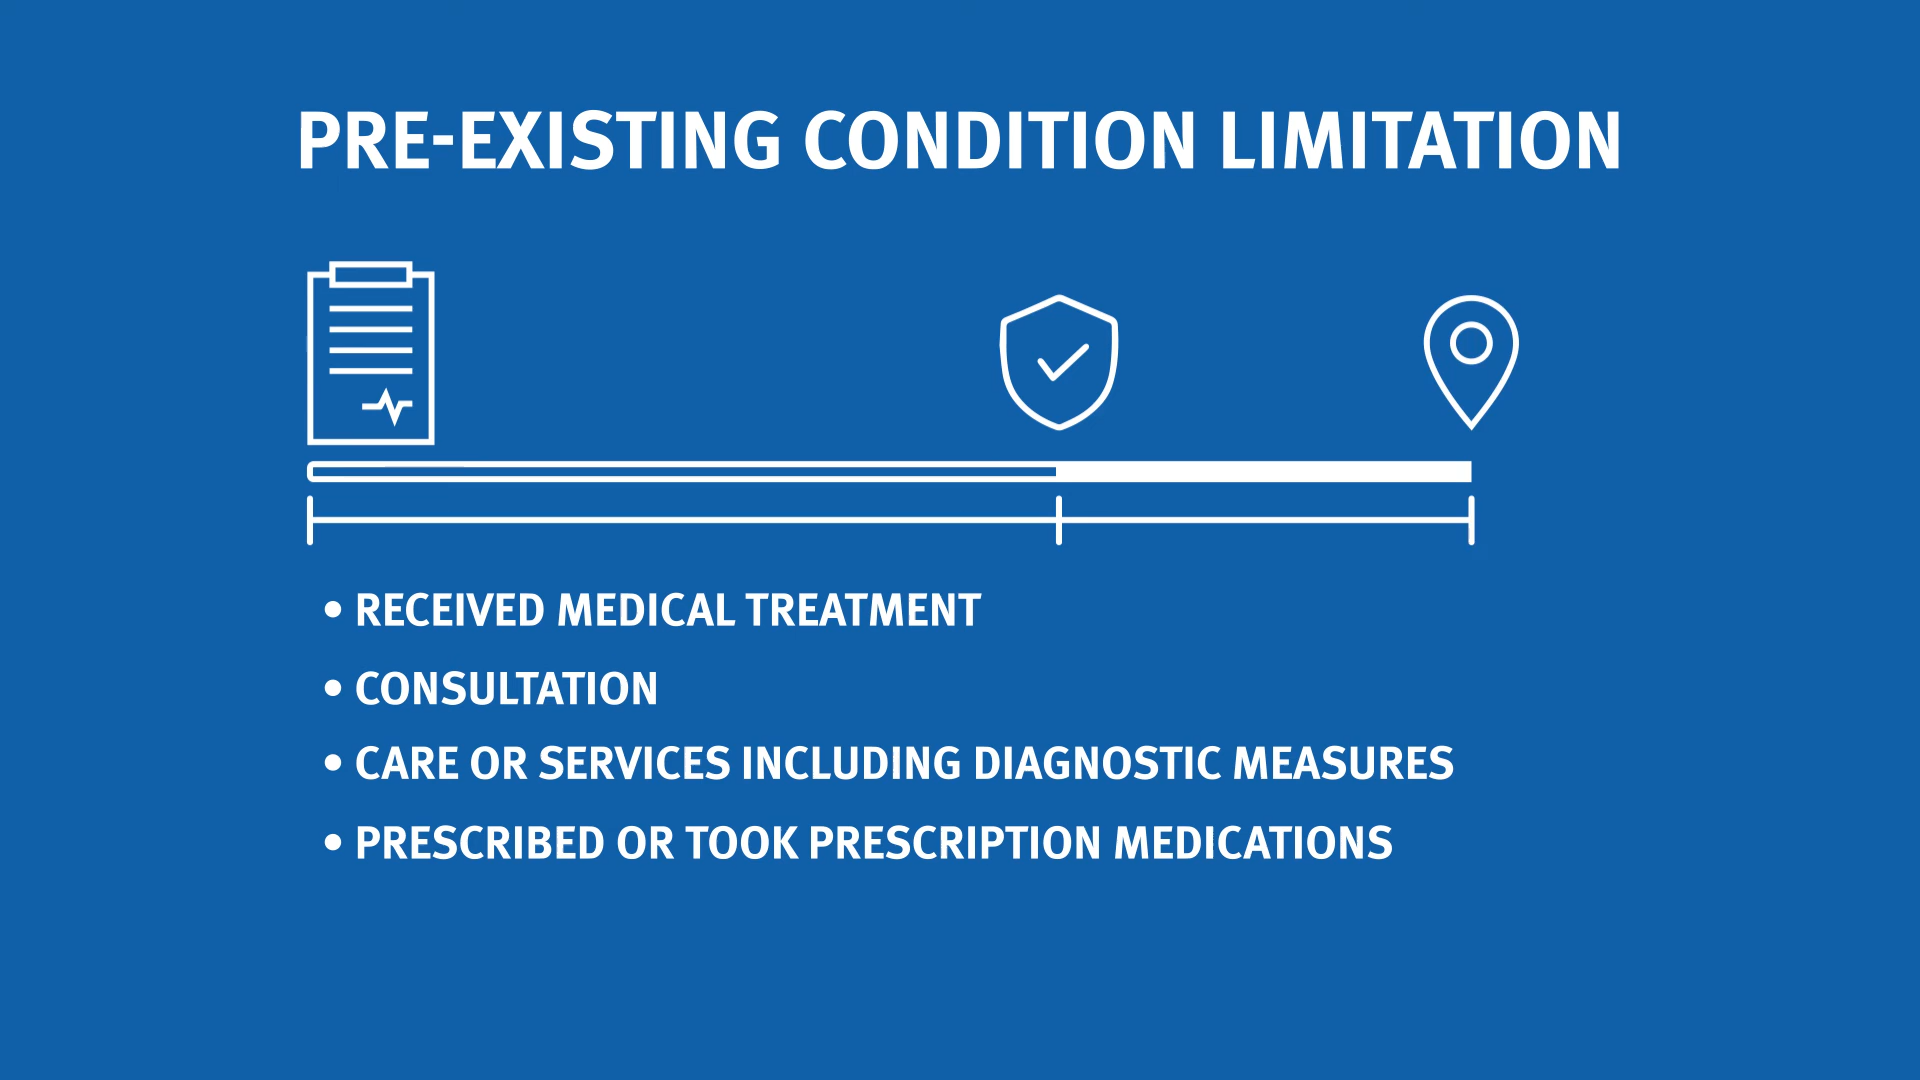 PRE-EXISTING CONDITION LIMITATION
• RECEIVED MEDICAL TREATMENT
• CONSULTATION
• CARE OR SERVICES INCLUDING DIAGNOSTIC MEASURES
• PRESCRIBED OR TOOK PRESCRIPTION MEDICATIONS